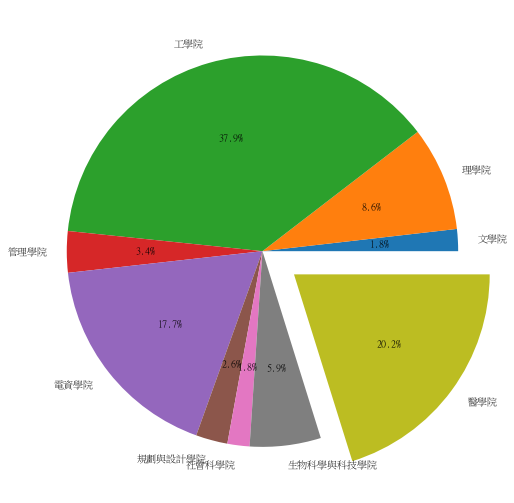 工學院
37.9%
理學院
8.6%
文學院
1.8%
管理學院
3.4%
17.7%
電資學院
2.6%
1.8%
5.9%
20.2%
醫學院
規劃與設計學院
社會科學院
生物科學與科技學院